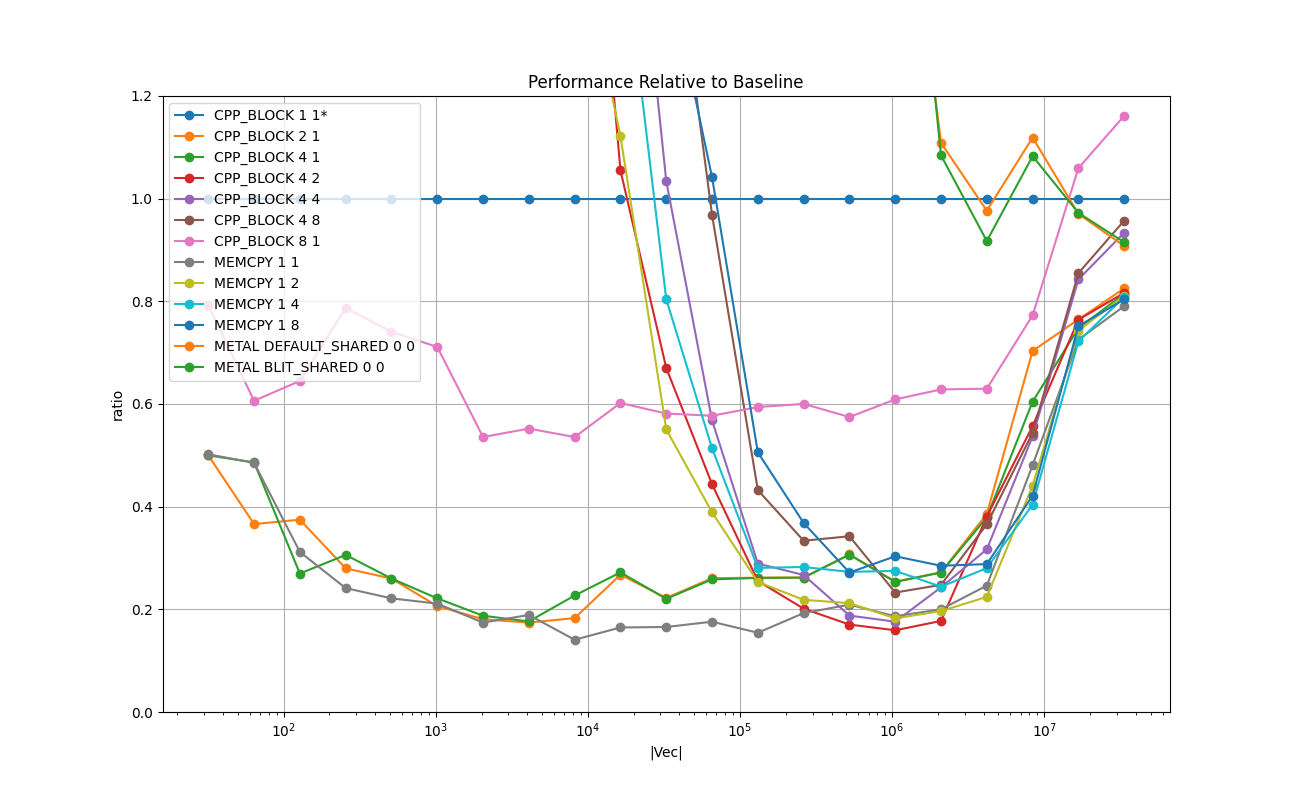 Performance Relative to Baseline
1.2
1.0
0.8
0.6
0.4
0.2
0.0
ratio
CPP_BLOCK 1 1*
CPP_BLOCK 2 1
CPP_BLOCK 4 1
CPP_BLOCK 4 2
CPP_BLOCK 4 4
CPP_BLOCK 4 8
CPP_BLOCK 8 1
MEMCPY 1 1
MEMCPY 1 2
MEMCPY 1 4
MEMCPY 1 8
METAL DEFAULT_SHARED 0 0
METAL BLIT_SHARED 0 0
10² 10³ 10⁴ 10⁵ 10⁶ 10⁷
|Vec|